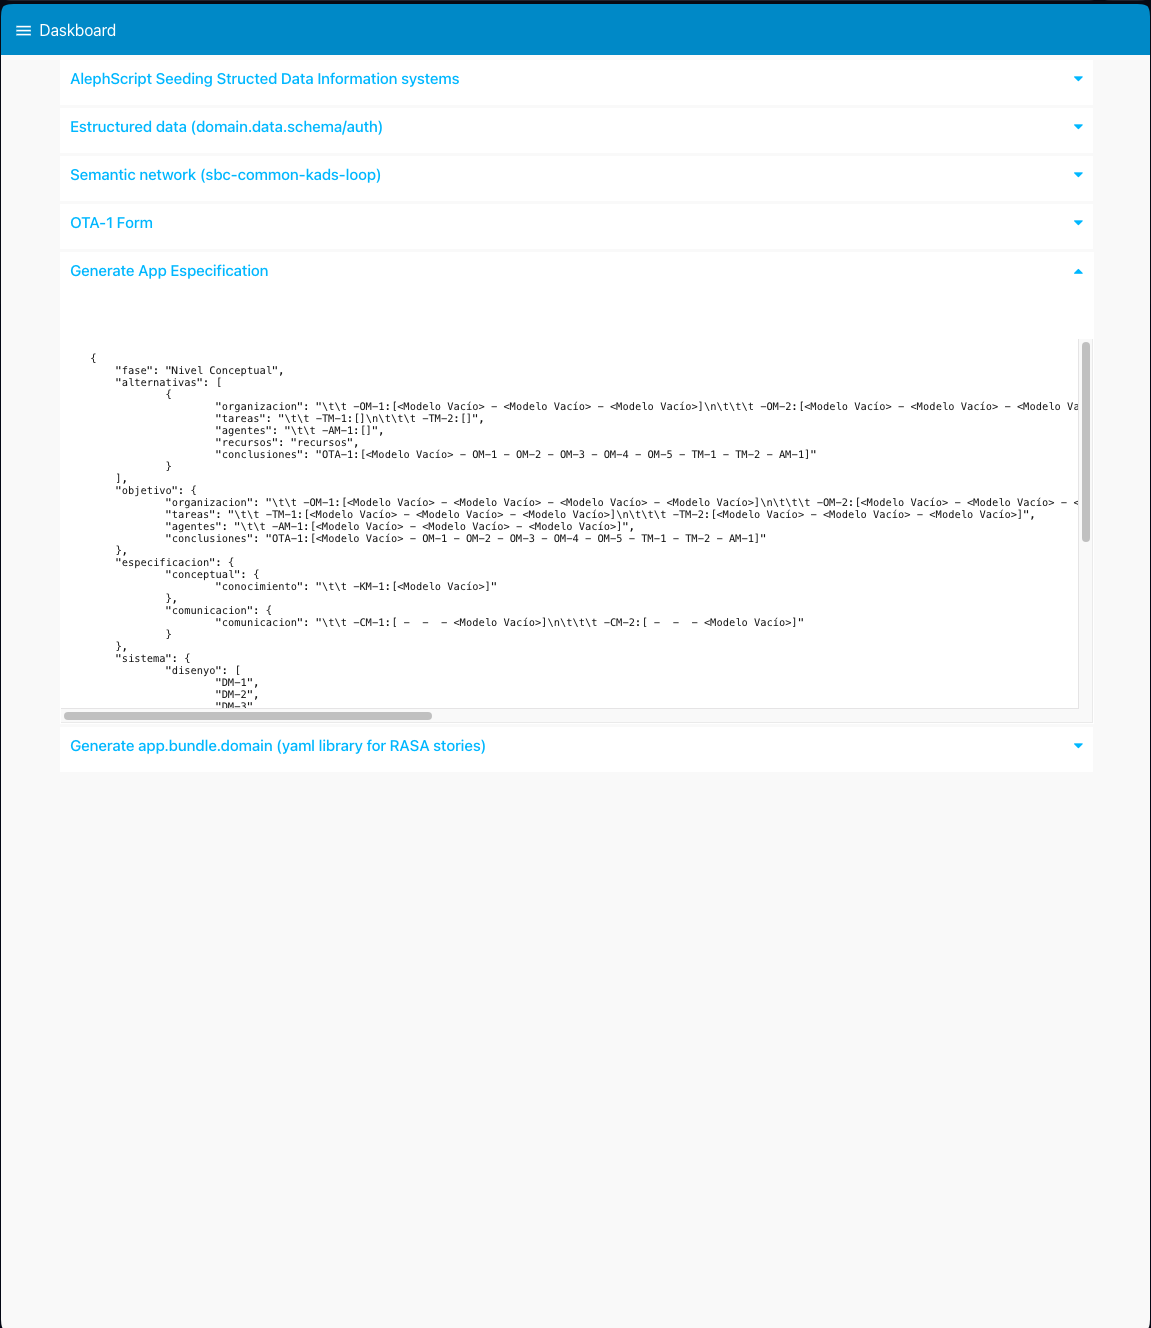 Daskboard
AlephScript Seeding Structed Data Information systems
Estructured data (domain.data.schema/auth)
Semantic network (sbc-common-kads-loop)
OTA-1 Form
Generate App Especification
{
"fase": "Nivel Conceptual",
"alternativas": [
{
"organizacion": "\t\t -OM-1:[<Modelo Vacío> - <Modelo Vacío> - <Modelo Vacío>]\n\t\t\t -OM-2:[<Modelo Vacío> - <Modelo Vacío> - <Modelo Va
"tareas": "\t\t -TM-1:[]\n\t\t\t -TM-2:[]",
"agentes": "\t\t -AM-1:[]",
"recursos": "recursos",
"conclusiones": "OTA-1:[<Modelo Vacío> - OM-1 - OM-2 - OM-3 - OM-4 - OM-5 - TM-1 - TM-2 - AM-1]"
}
],
"objetivo": {
"organizacion": "\t\t -OM-1:[<Modelo Vacío> - <Modelo Vacío> - <Modelo Vacío> - <Modelo Vacío>]\n\t\t\t -OM-2:[<Modelo Vacío> - <Modelo Vacío> - <
"tareas": "\t\t -TM-1:[<Modelo Vacío> - <Modelo Vacío> - <Modelo Vacío>]\n\t\t\t -TM-2:[<Modelo Vacío> - <Modelo Vacío> - <Modelo Vacío>]",
"agentes": "\t\t -AM-1:[<Modelo Vacío> - <Modelo Vacío> - <Modelo Vacío>]",
"conclusiones": "OTA-1:[<Modelo Vacío> - OM-1 - OM-2 - OM-3 - OM-4 - OM-5 - TM-1 - TM-2 - AM-1]"
},
"especificacion": {
"conceptual": {
"conocimiento": "\t\t -KM-1:[<Modelo Vacío>]"
},
"comunicacion": {
"comunicacion": "\t\t -CM-1:[ -  -  - <Modelo Vacío>]\n\t\t\t -CM-2:[ -  -  - <Modelo Vacío>]"
}
},
"sistema": {
"disenyo": [
"DM-1",
"DM-2",
"DM-3"
Generate app.bundle.domain (yaml library for RASA stories)